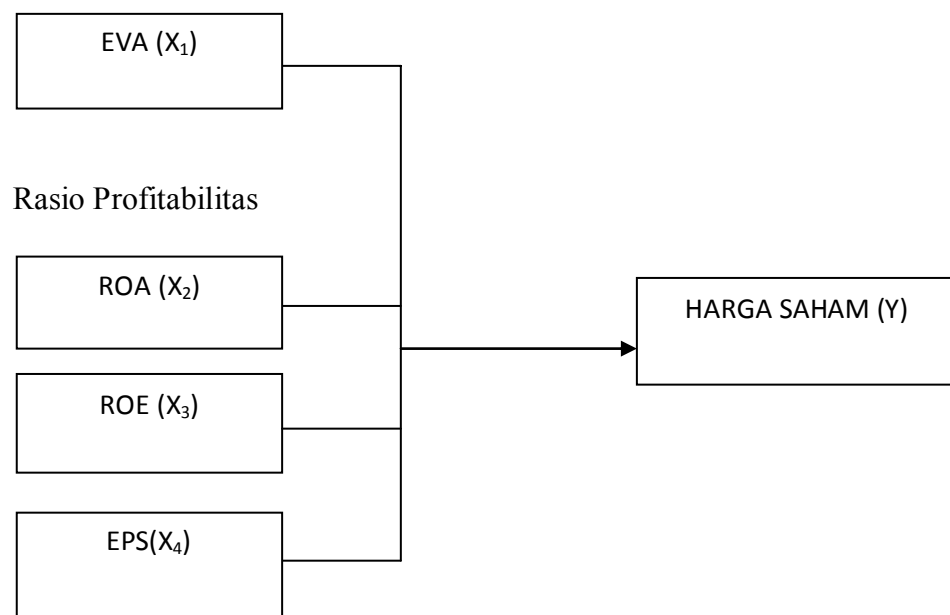 EVA (X₁)
Rasio Profitabilitas
ROA (X₂)
HARGA SAHAM (Y)
ROE (X₃)
EPS(X₄)